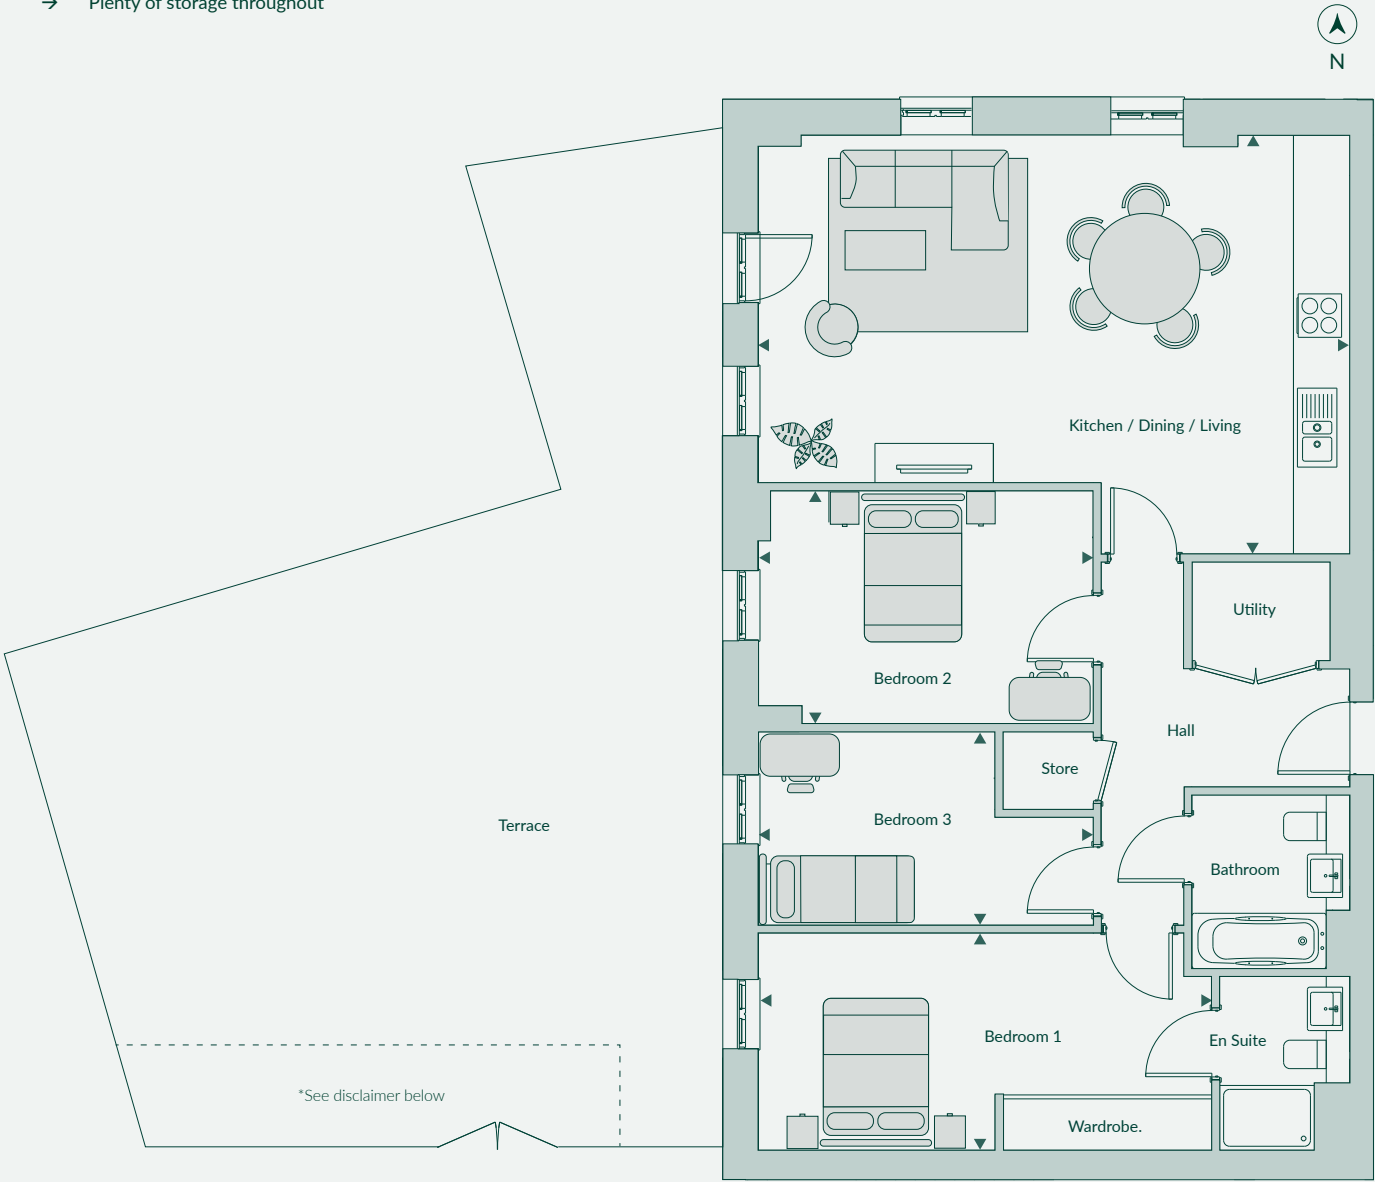 → Plenty of storage throughout
N
Kitchen / Dining / Living
Utility
Bedroom 2
Hall
Store
Bedroom 3
Terrace
Bathroom
Bedroom 1
En Suite
*See disclaimer below
Wardrobe.